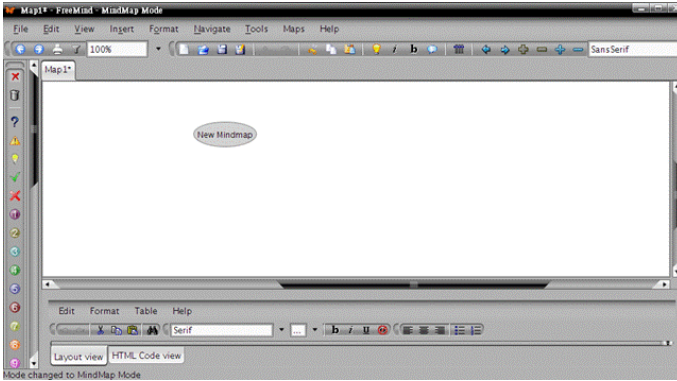 Map1* - FreeMind - MindMap Mode
File Edit View Insert Format Navigate Tools Maps Help
100% i b SansSerif
Map1*
New Mindmap
Edit Format Table Help
Serif ... b i u
Layout view HTML Code view
Mode changed to MindMap Mode